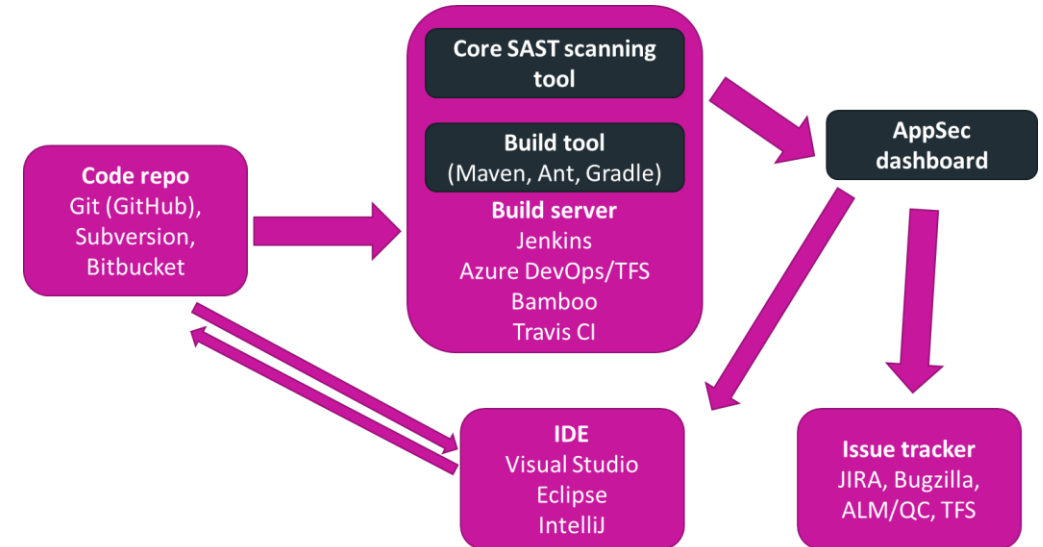 Core SAST scanning
tool
Build tool
(Maven, Ant, Gradle)
Build server
Jenkins
Azure DevOps/TFS
Bamboo
Travis CI
Code repo
Git (GitHub),
Subversion,
Bitbucket
AppSec
dashboard
IDE
Visual Studio
Eclipse
IntelliJ
Issue tracker
JIRA, Bugzilla,
ALM/QC, TFS